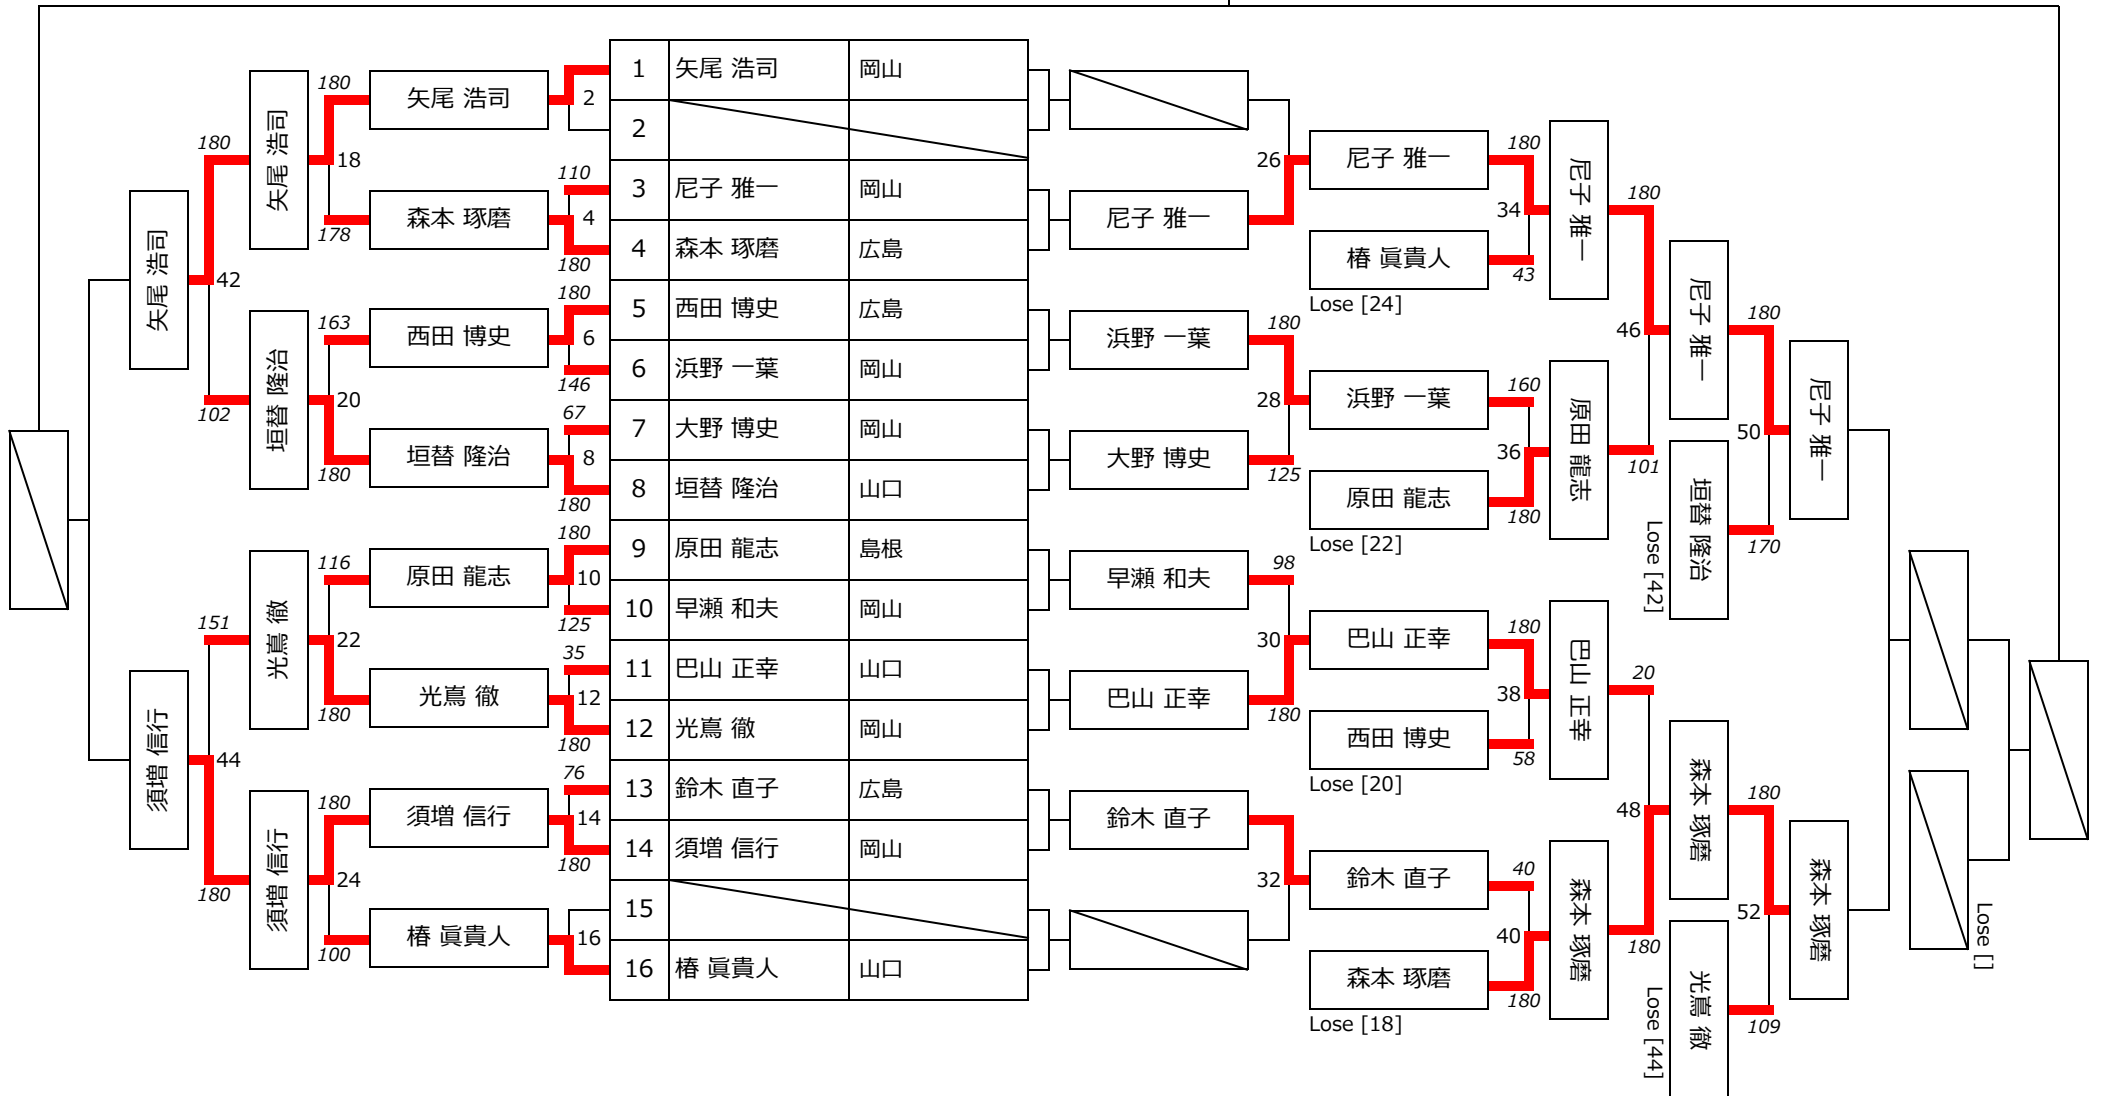 1 矢尾 浩司 岡山
2
3 尼子 雅一 岡山
4 森本 琢磨 広島
5 西田 博史 広島
6 浜野 一葉 岡山
7 大野 博史 岡山
8 垣替 隆治 山口
9 原田 龍志 島根
10 早瀬 和夫 岡山
11 巴山 正幸 山口
12 光嶌 徹 岡山
13 鈴木 直子 広島
14 須増 信行 岡山
15
16 椿 眞貴人 山口
2
110
4
180
180
6
146
67
8
180
180
10
125
35
12
180
76
14
180
16
矢尾 浩司
森本 琢磨
西田 博史
垣替 隆治
原田 龍志
光嶌 徹
須増 信行
椿 眞貴人
180
18
178
163
20
180
116
22
180
180
24
100
矢尾 浩司
垣替 隆治
光嶌 徹
須増 信行
180
42
102
151
44
180
矢尾 浩司
須増 信行
尼子 雅一
浜野 一葉
大野 博史
早瀬 和夫
巴山 正幸
鈴木 直子
26
180
28
125
98
30
180
32
尼子 雅一
椿 眞貴人
Lose [24]
浜野 一葉
原田 龍志
Lose [22]
巴山 正幸
西田 博史
Lose [20]
鈴木 直子
森本 琢磨
Lose [18]
180
34
43
160
36
180
180
38
58
40
40
180
尼子 雅一
原田 龍志
巴山 正幸
森本 琢磨
180
46
101
20
48
180
尼子 雅一
垣替 隆治
Lose [42]
森本 琢磨
光嶌 徹
Lose [44]
180
50
170
180
52
109
尼子 雅一
森本 琢磨
Lose []